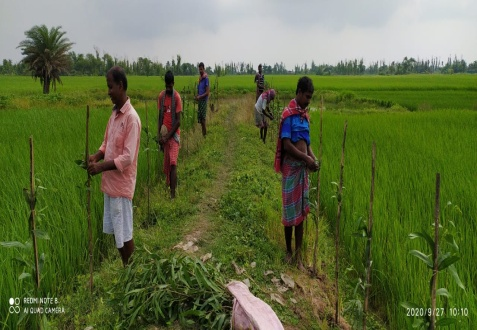 REDMI NOTE 8
AI QUAD CAMERA
2020/9/27 10:10